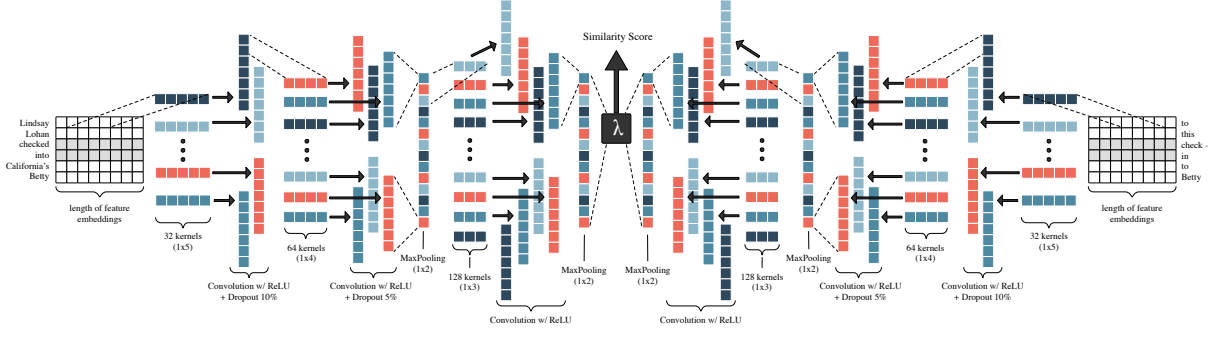 Similarity Score
λ
Lindsay
Lohan
checked
into
California's
Betty
length of feature
embeddings
32 kernels
(1x5)
Convolution w/ ReLU
+ Dropout 10%
64 kernels
(1x4)
Convolution w/ ReLU
+ Dropout 5%
MaxPooling
(1x2)
128 kernels
(1x3)
Convolution w/ ReLU
MaxPooling
(1x2)
MaxPooling
(1x2)
Convolution w/ ReLU
128 kernels
(1x3)
MaxPooling
(1x2)
Convolution w/ ReLU
+ Dropout 5%
64 kernels
(1x4)
Convolution w/ ReLU
+ Dropout 10%
32 kernels
(1x5)
to
this
check -
in
to
Betty
length of feature
embeddings